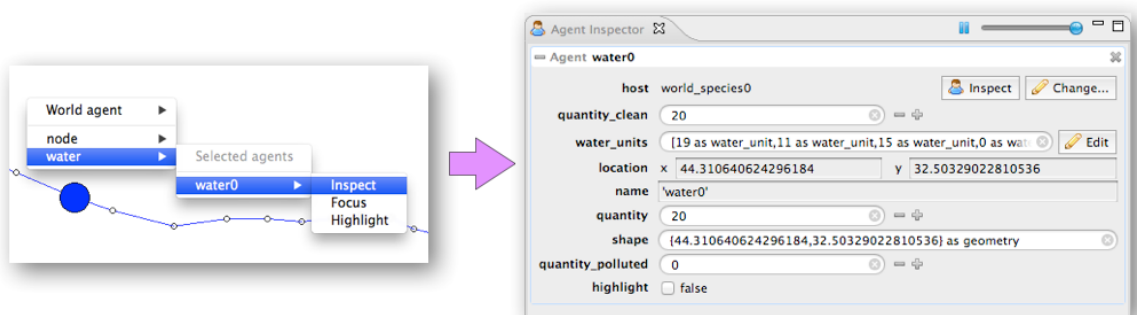 World agent
node
water
Selected agents
water0
Inspect
Focus
Highlight
Agent Inspector
Agent water0
host world_species0 Inspect Change...
quantity_clean 20
water_units [19 as water_unit,11 as water_unit,15 as water_unit,0 as wat Edit
location x 44.310640624296184 y 32.50329022810536
name 'water0'
quantity 20
shape {44.310640624296184,32.50329022810536} as geometry
quantity_polluted 0
highlight false